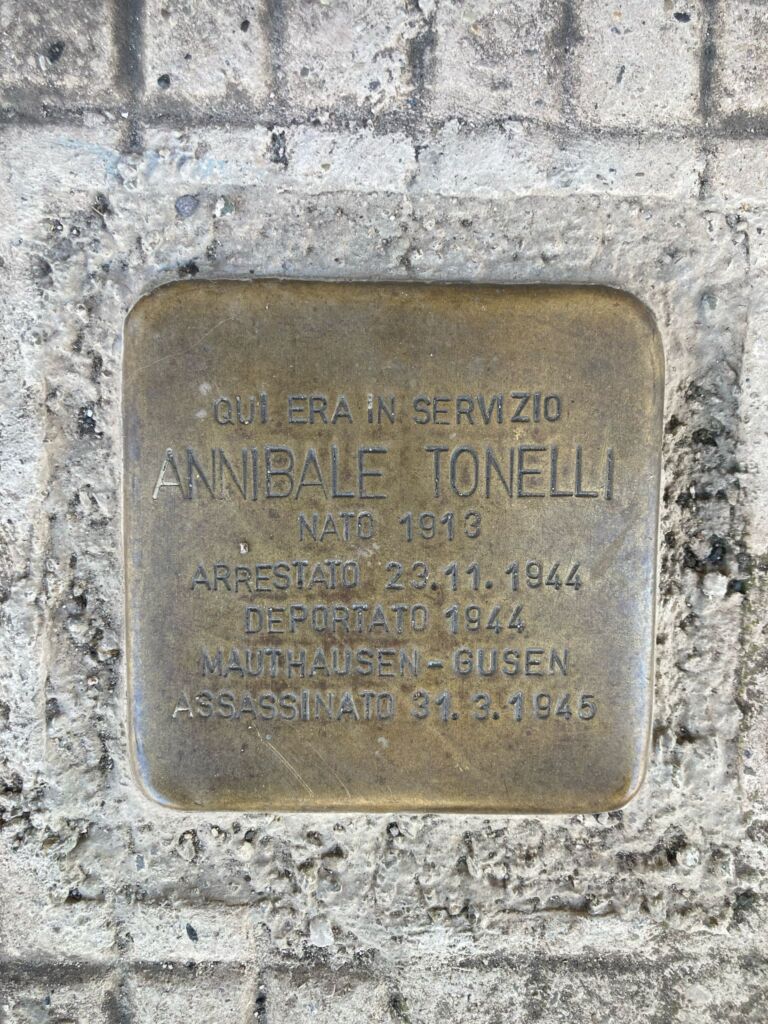 QUI ERA IN SERVIZIO
ANNIBALE TONELLI
NATO 1913
ARRESTATO 23.11.1944
DEPORTATO 1944
MAUTHAUSEN-GUSEN
ASSASSINATO 31.3.1945